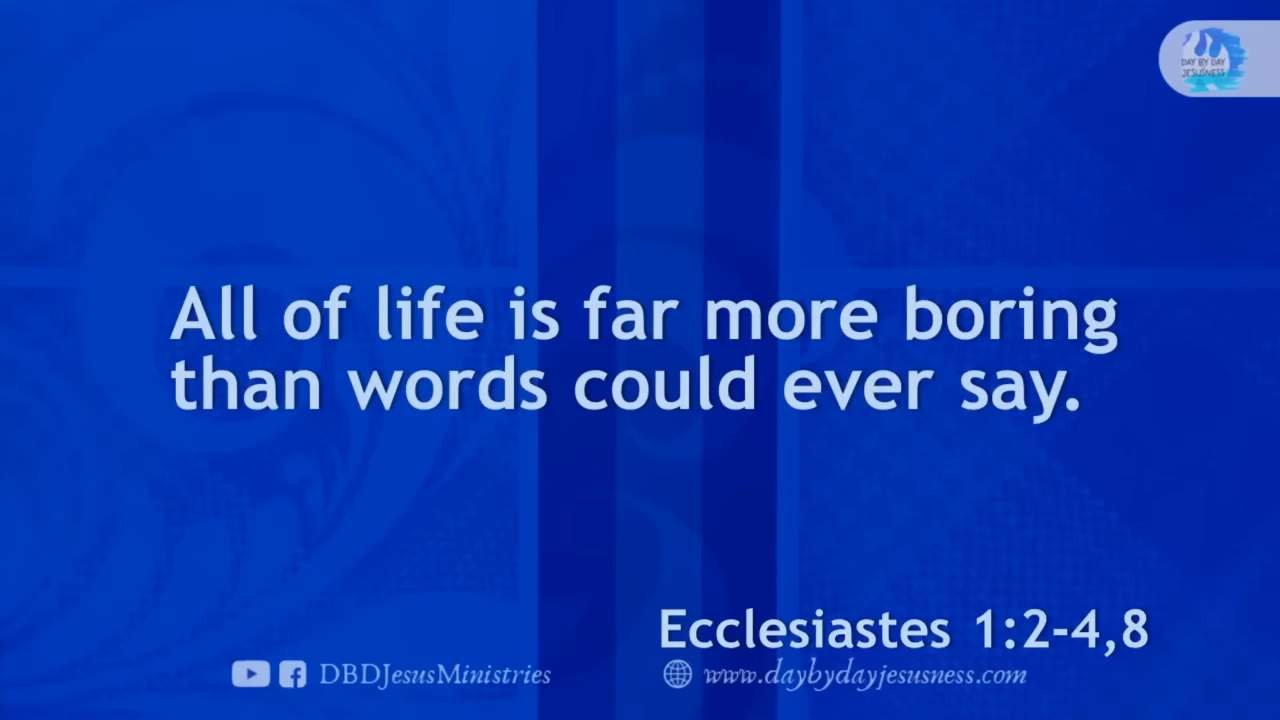 DAY BY DAY
JESUSNESS
All of life is far more boring
than words could ever say.
Ecclesiastes 1:2-4,8
DBDJesusMinistries
www.daybydayjesusness.com